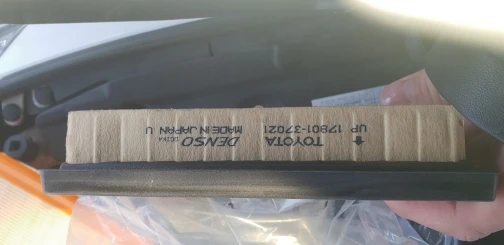 TOYOTA
↑ UP 17801-37021
DENSO
MADE IN JAPAN U